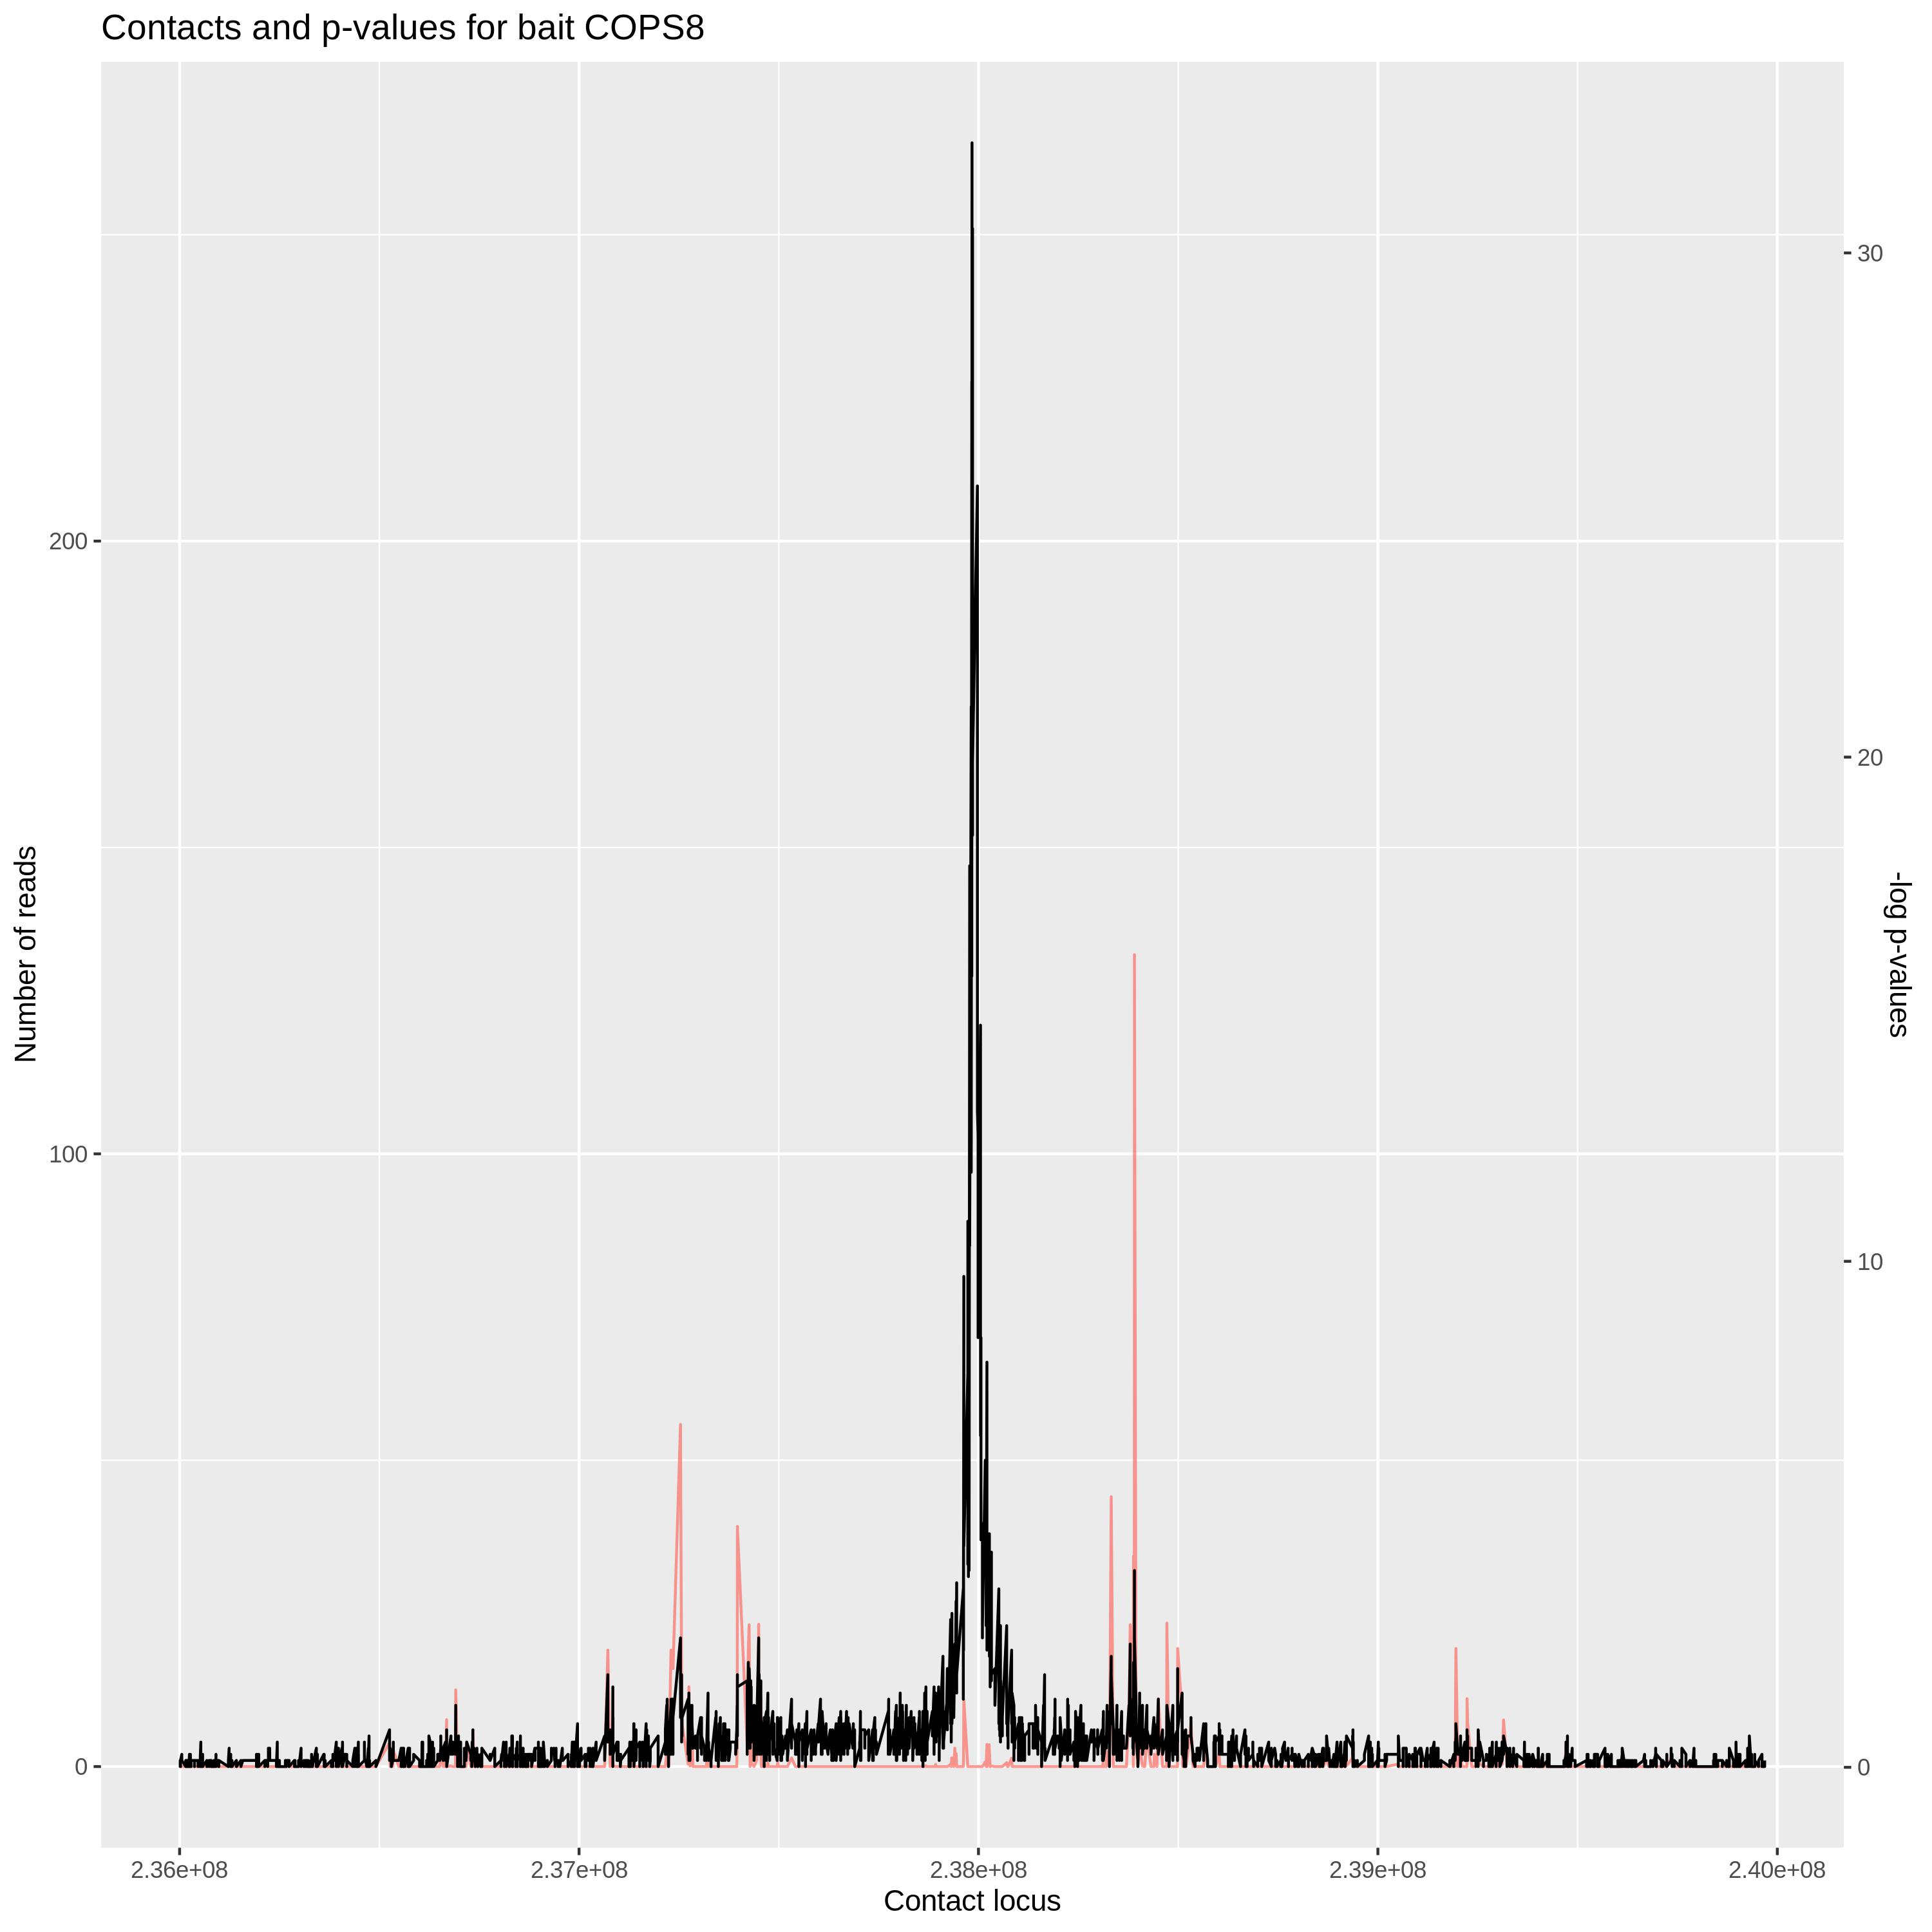 Contacts and p-values for bait COPS8
Number of reads
200
100
0
30
20
10
0
-log p-values
2.36e+08
2.37e+08
2.38e+08
2.39e+08
2.40e+08
Contact locus